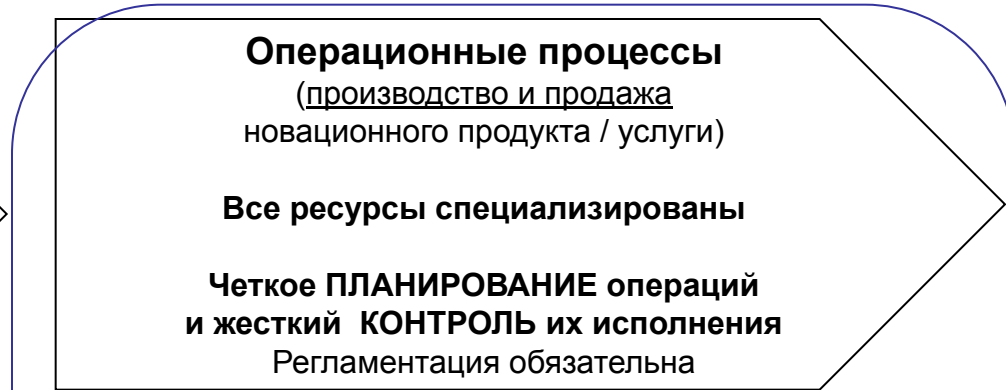 Операционные процессы
(производство и продажа
новационного продукта / услуги)
Все ресурсы специализированы
Четкое ПЛАНИРОВАНИЕ операций
и жесткий КОНТРОЛЬ их исполнения
Регламентация обязательна